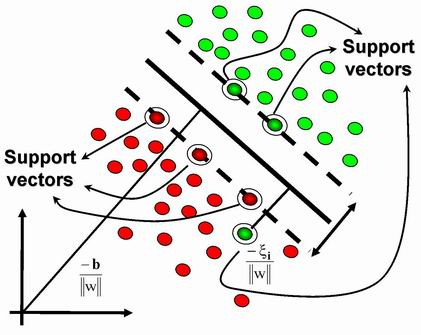 Support
vectors
Support
vectors
−b
‖w‖
−ξi
‖w‖